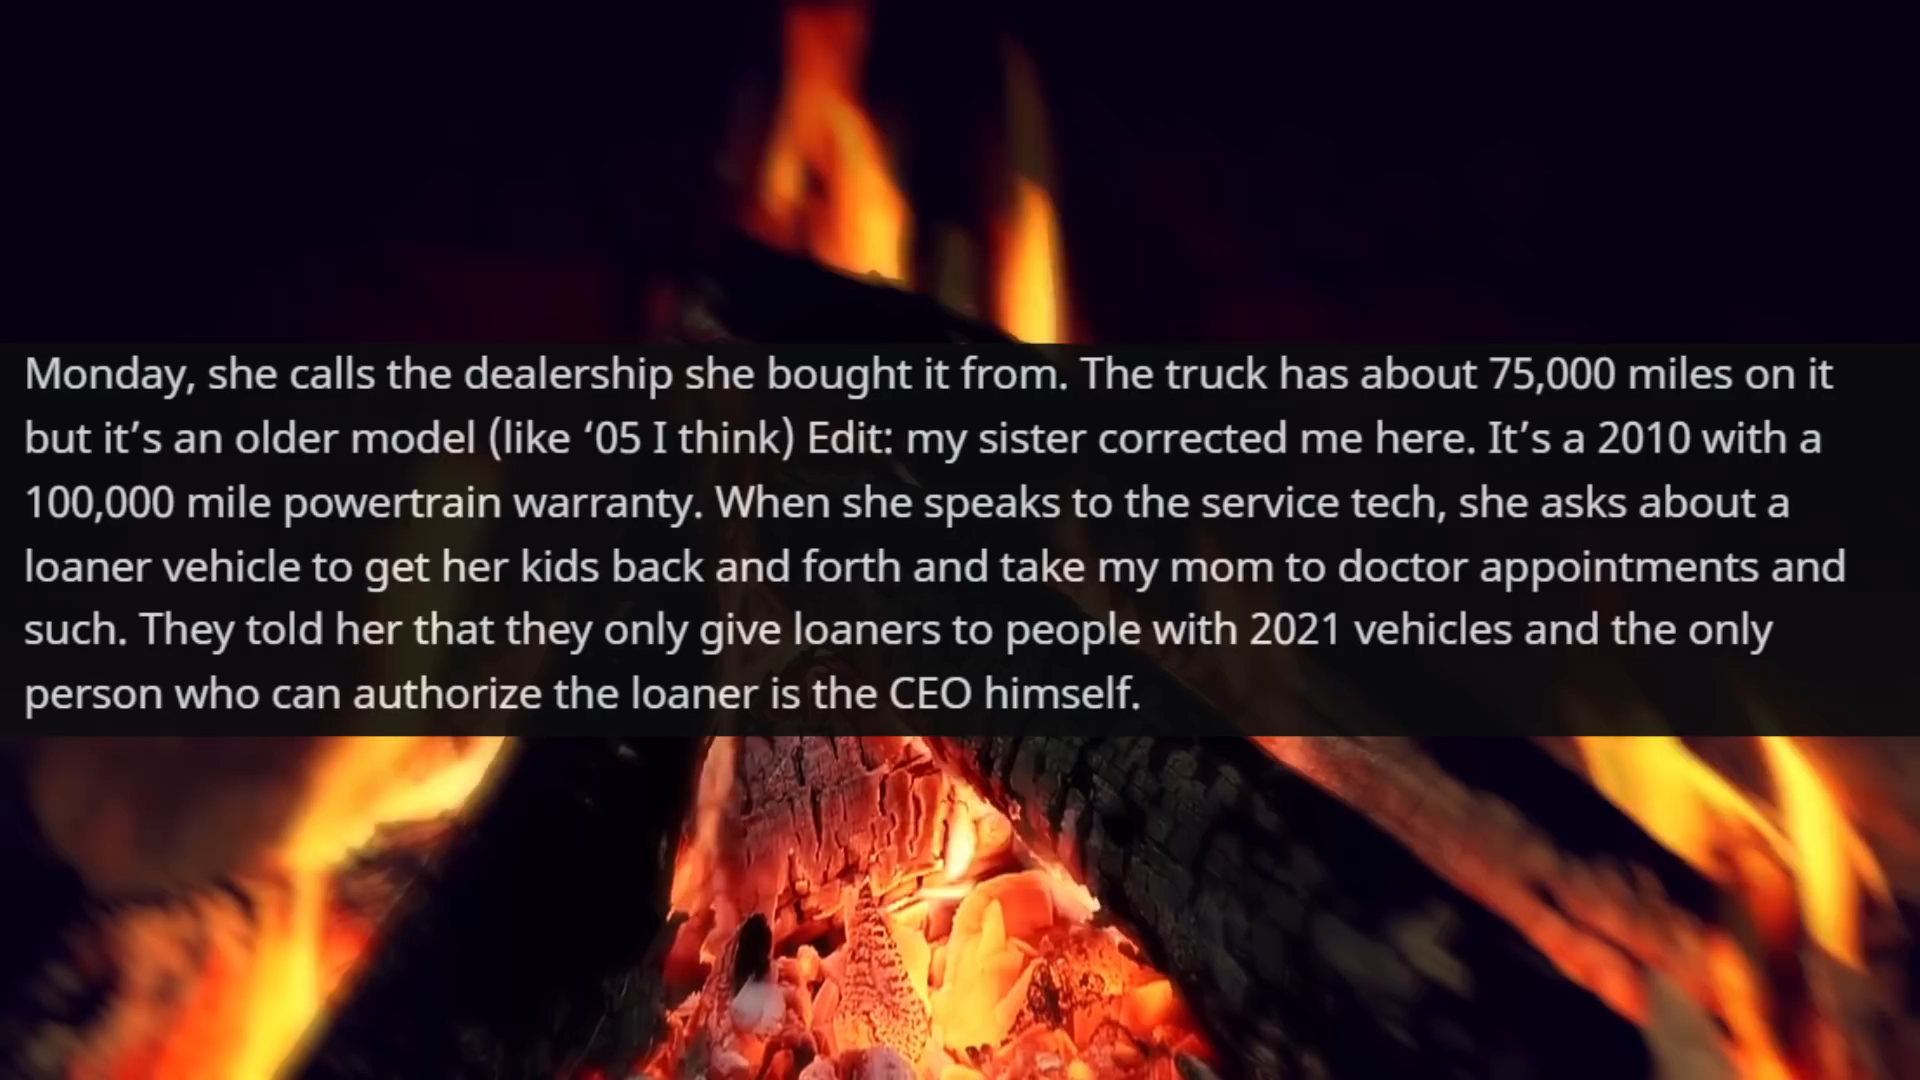 Monday, she calls the dealership she bought it from. The truck has about 75,000 miles on it
but it’s an older model (like ‘05 I think) Edit: my sister corrected me here. It’s a 2010 with a
100,000 mile powertrain warranty. When she speaks to the service tech, she asks about a
loaner vehicle to get her kids back and forth and take my mom to doctor appointments and
such. They told her that they only give loaners to people with 2021 vehicles and the only
person who can authorize the loaner is the CEO himself.